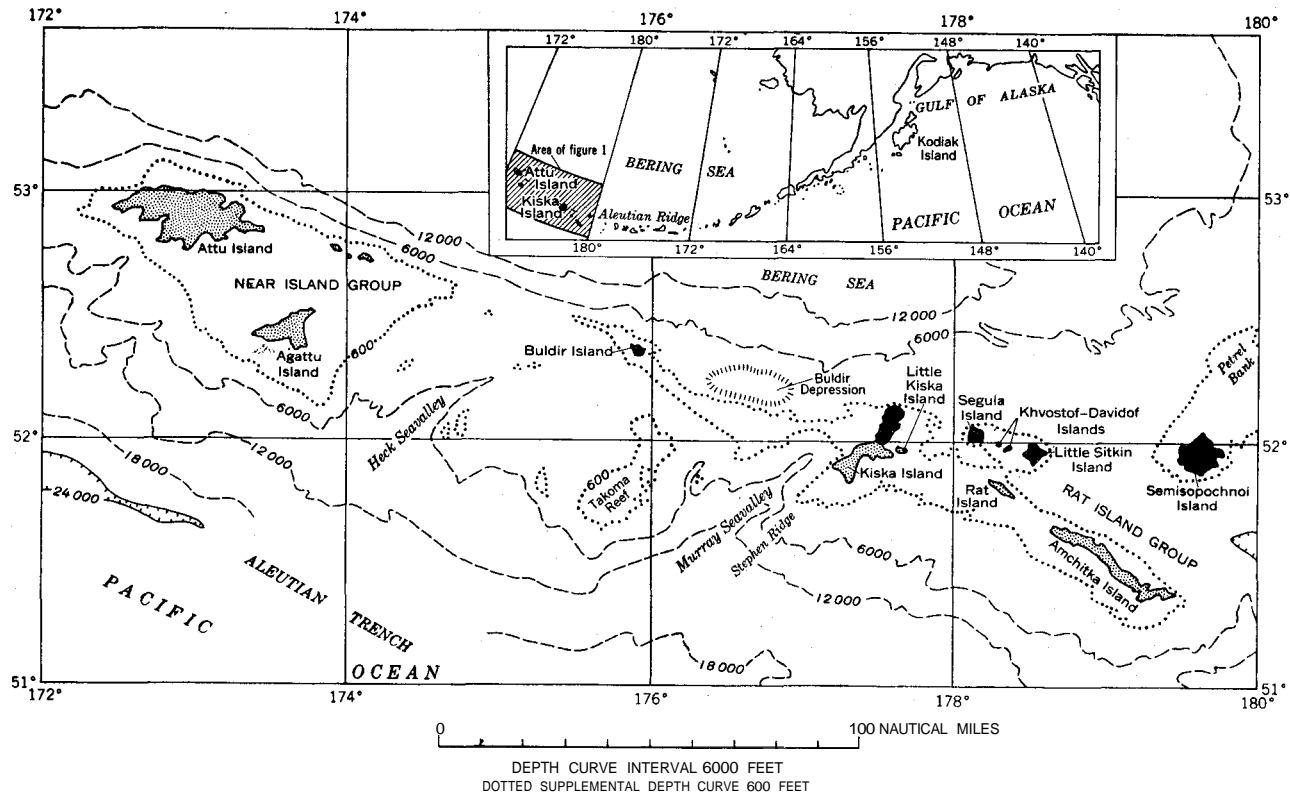 172°
174°
176°
178°
180°
172°
180°
172°
164°
156°
148°
140°
GULF OF ALASKA
Kodiak
Island
Area of figure 1
BERING SEA
Attu
Island
Kiska
Island
Aleutian Ridge
PACIFIC OCEAN
180°
172°
164°
156°
148°
140°
53°
53°
12 000
6000
Attu Island
NEAR ISLAND GROUP
BERING SEA
12 000
6000
600
Agattu
Island
Buldir Island
Buldir
Depression
Little
Kiska
Island
Petrel
Bank
Segula
Island
Khvostof-Davidof
Islands
6000
Heck Seavalley
52°
52°
12 000
18 000
24 000
600
Takoma
Reef
Kiska Island
Little Sitkin
Island
Rat
Island
Semisopochnoi
Island
RAT ISLAND GROUP
Murray Seavalley
Stephen Ridge
6000
Amchitka Island
12 000
ALEUTIAN TRENCH
PACIFIC OCEAN
18 000
51°
51°
172°
174°
176°
178°
180°
0 100 NAUTICAL MILES
DEPTH CURVE INTERVAL 6000 FEET
DOTTED SUPPLEMENTAL DEPTH CURVE 600 FEET